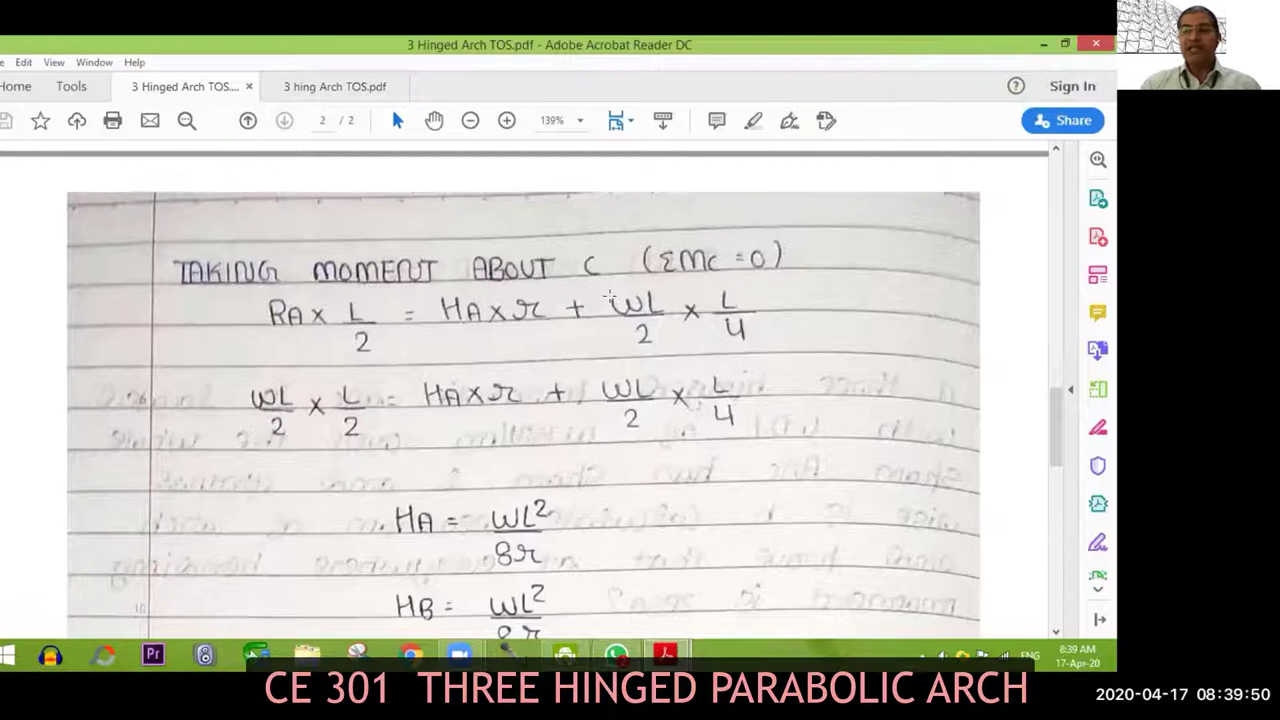 3 Hinged Arch TOS.pdf - Adobe Acrobat Reader DC
Edit View Window Help
Home Tools 3 Hinged Arch TOS.... × 3 hing Arch TOS.pdf Sign In
2 / 2 139% Share
TAKING MOMENT ABOUT C (ΣMc = 0)
RA × L/2 = HA × r + WL/2 × L/4
WL/2 × L/2 = HA × r + WL/2 × L/4
HA = WL²/8r
HB = WL²/8r
10
ENG
8:39 AM
17-Apr-20
CE 301 THREE HINGED PARABOLIC ARCH
2020-04-17 08:39:50